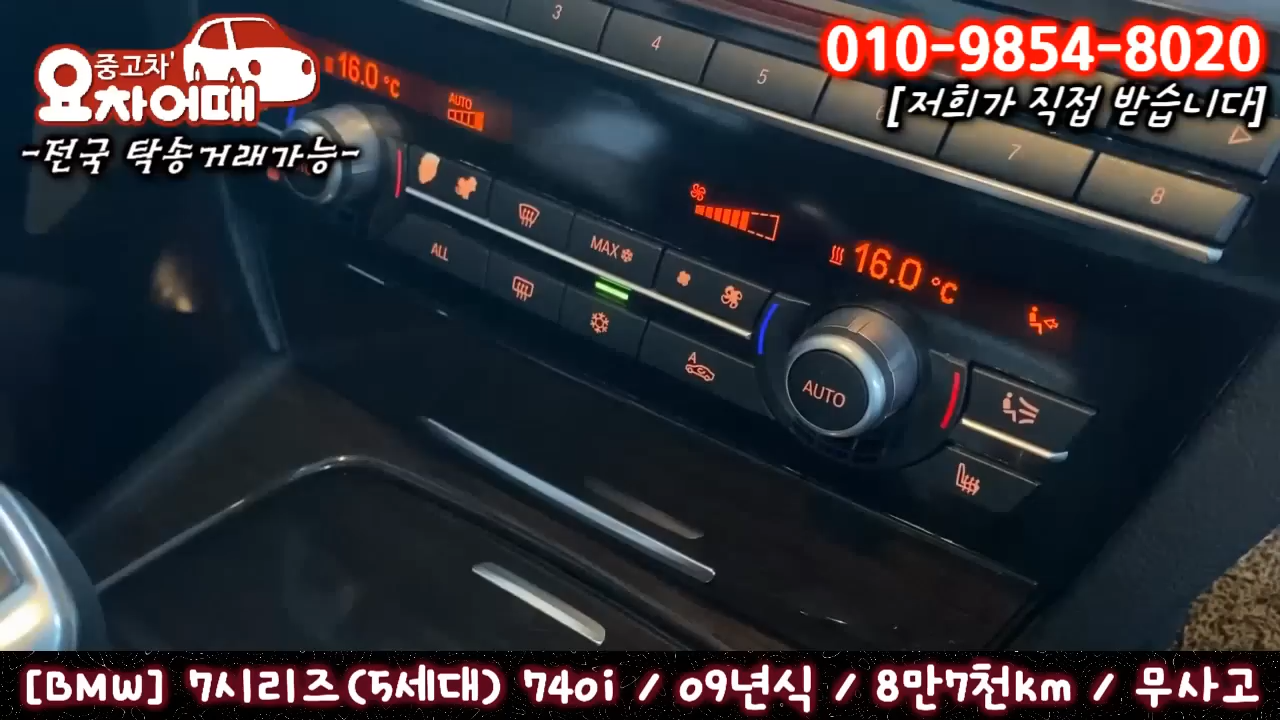 중고차'
요차어때
-전국 탁송거래가능-
010-9854-8020
[저희가 직접 받습니다]
3
4
5
7
8
16.0 °C
AUTO
16.0 °C
MAX
ALL
A
AUTO
[BMW] 7시리즈(5세대) 740i / 09년식 / 8만7천km / 무사고